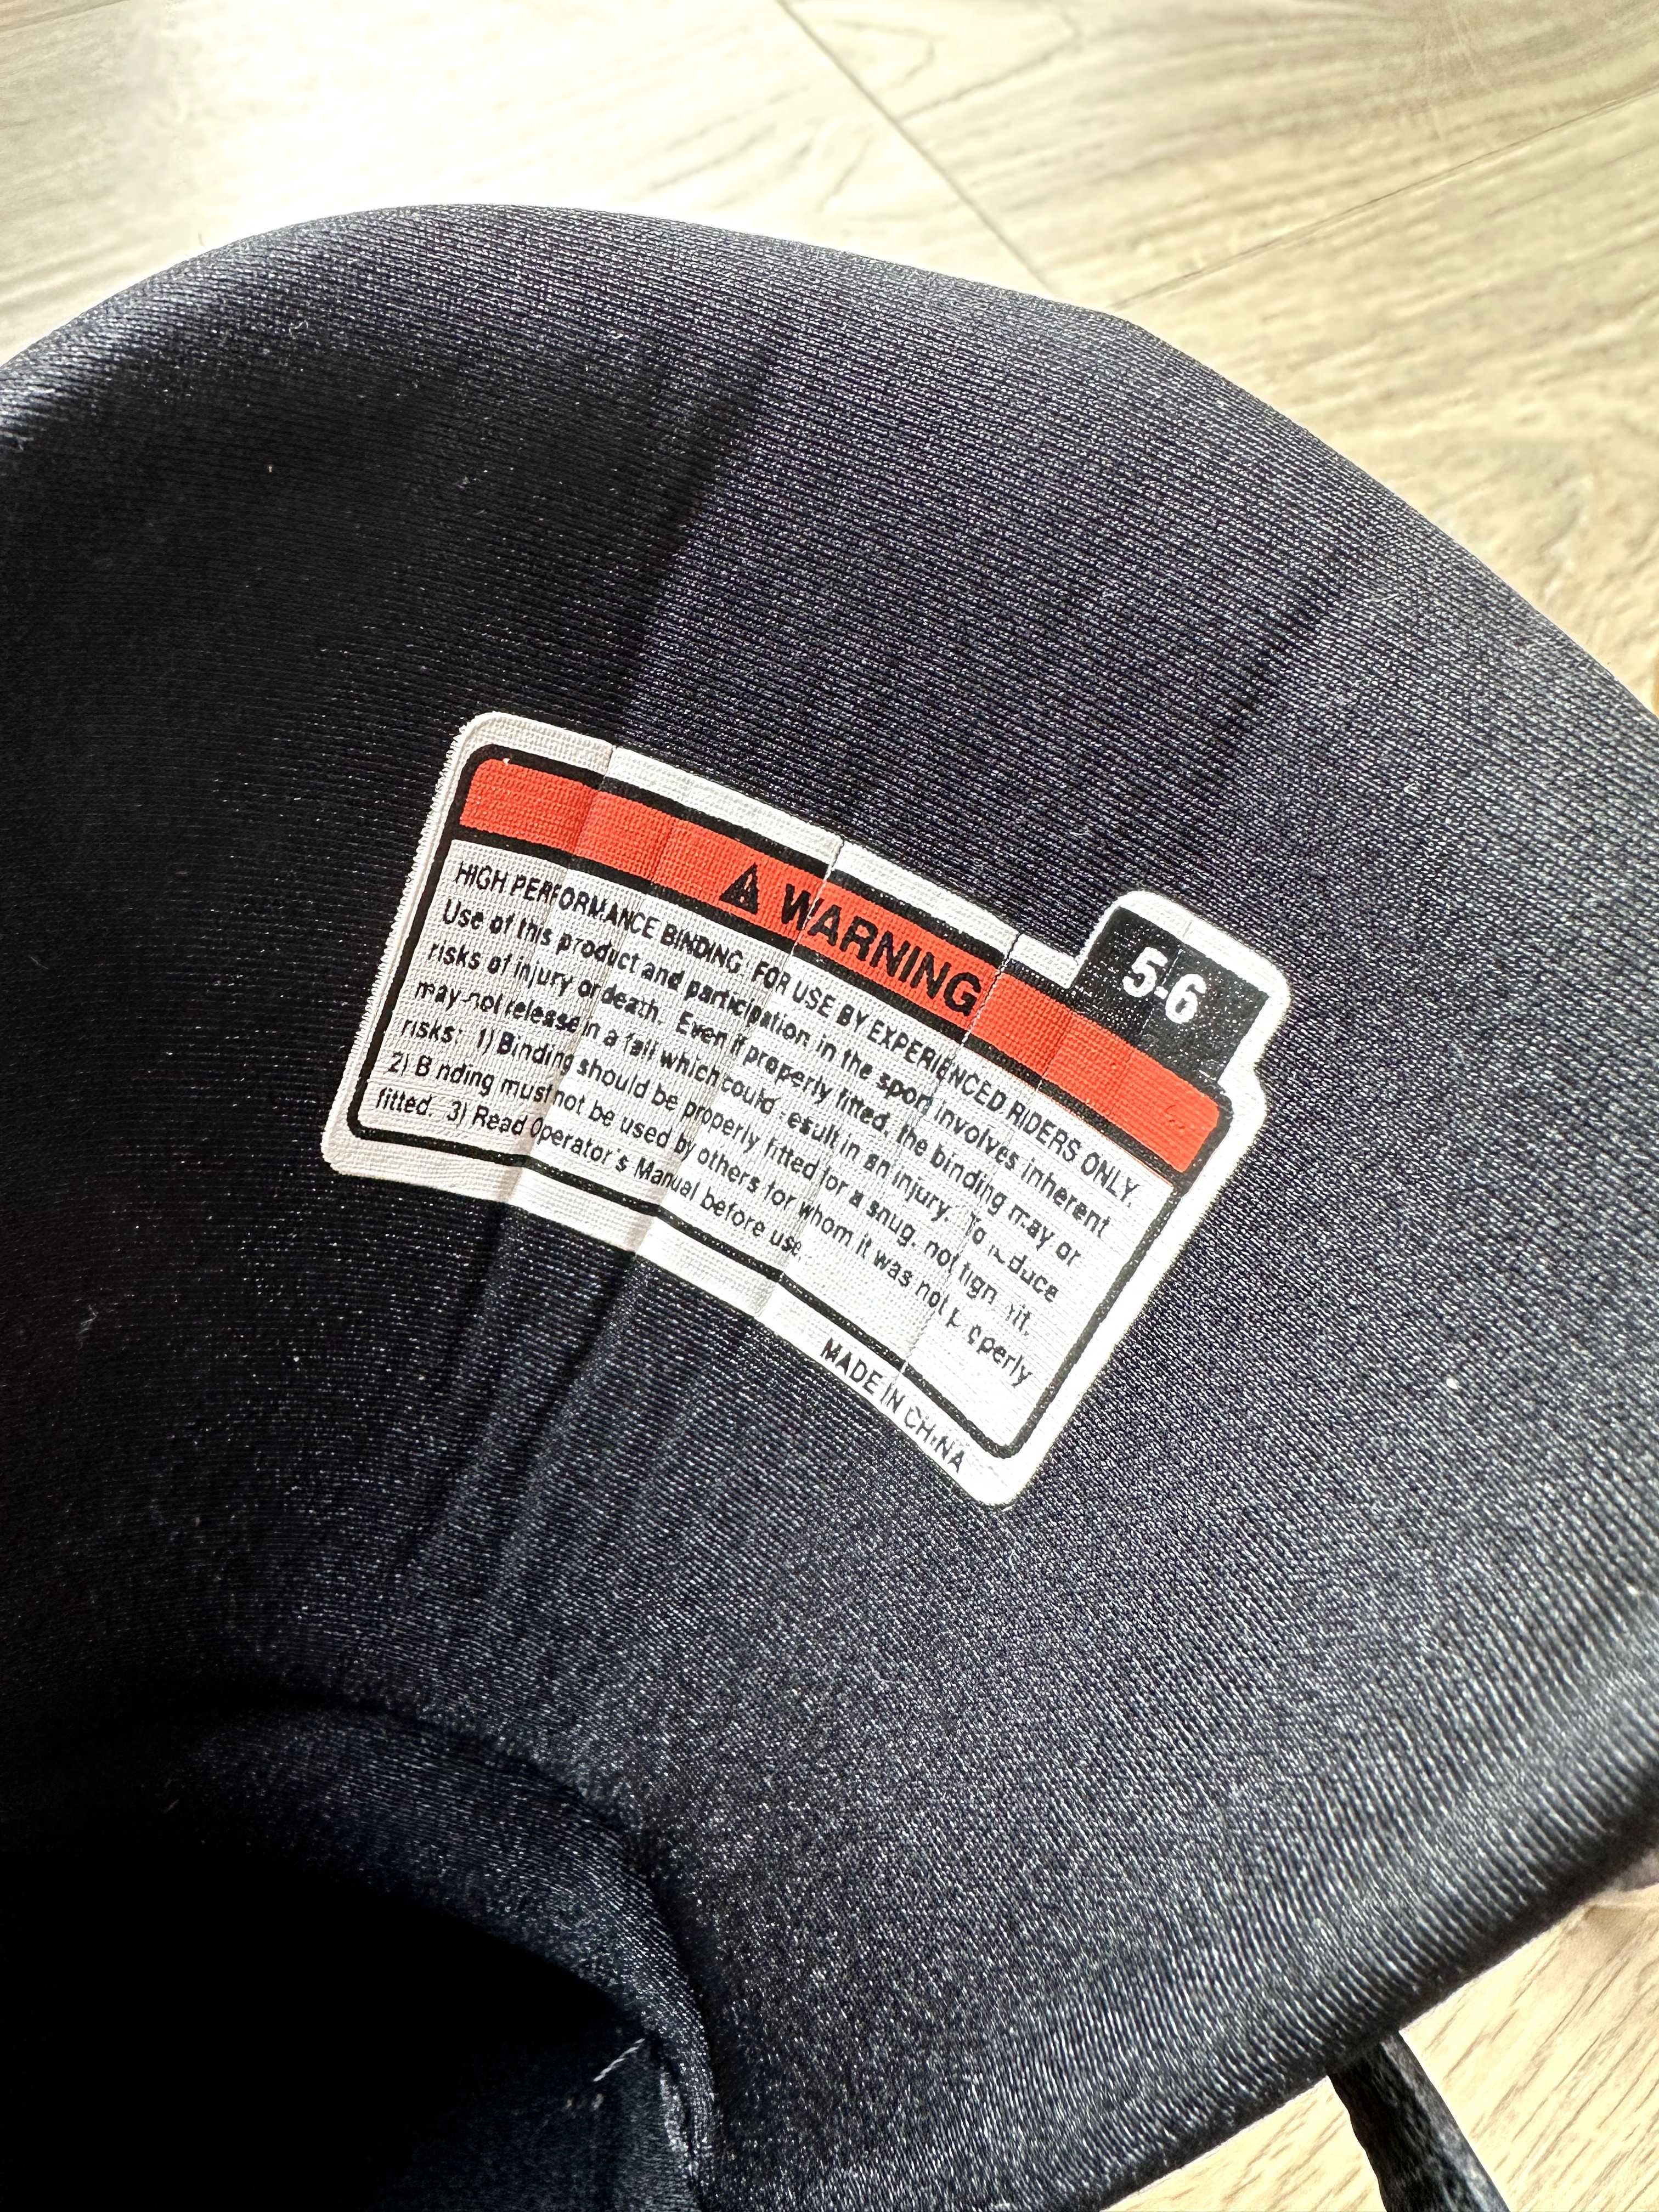 5-6
⚠ WARNING
HIGH PERFORMANCE BINDING. FOR USE BY EXPERIENCED RIDERS ONLY.
Use of this product and participation in the sport involves inherent
risks of injury or death. Even if properly fitted, the binding may or
may not release in a fall which could result in an injury. To reduce
risks: 1) Binding should be properly fitted for a snug, not tight fit.
2) Binding must not be used by others for whom it was not properly
fitted. 3) Read Operator's Manual before use.
MADE IN CHINA